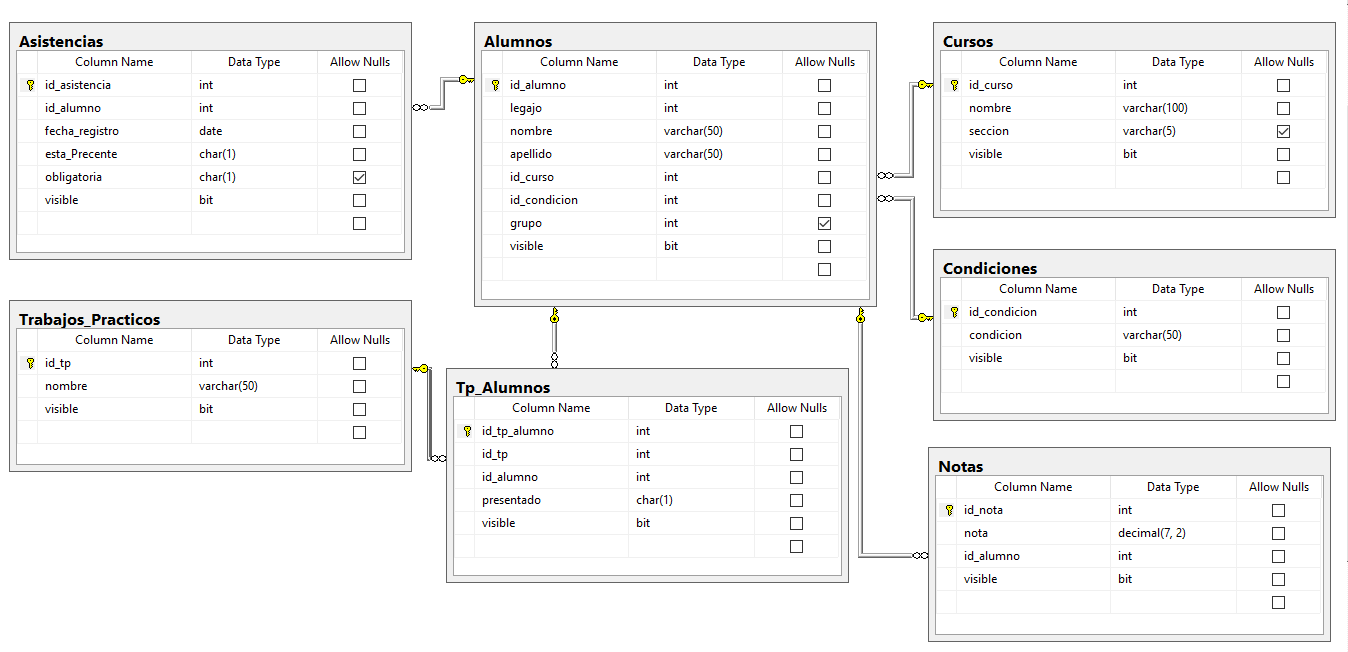 Asistencias
Column Name Data Type Allow Nulls
id_asistencia int
id_alumno int
fecha_registro date
esta_Precente char(1)
obligatoria char(1)
visible bit
Alumnos
Column Name Data Type Allow Nulls
id_alumno int
legajo int
nombre varchar(50)
apellido varchar(50)
id_curso int
id_condicion int
grupo int
visible bit
Cursos
Column Name Data Type Allow Nulls
id_curso int
nombre varchar(100)
seccion varchar(5)
visible bit
Condiciones
Column Name Data Type Allow Nulls
id_condicion int
condicion varchar(50)
visible bit
Trabajos_Practicos
Column Name Data Type Allow Nulls
id_tp int
nombre varchar(50)
visible bit
Tp_Alumnos
Column Name Data Type Allow Nulls
id_tp_alumno int
id_tp int
id_alumno int
presentado char(1)
visible bit
Notas
Column Name Data Type Allow Nulls
id_nota int
nota decimal(7, 2)
id_alumno int
visible bit